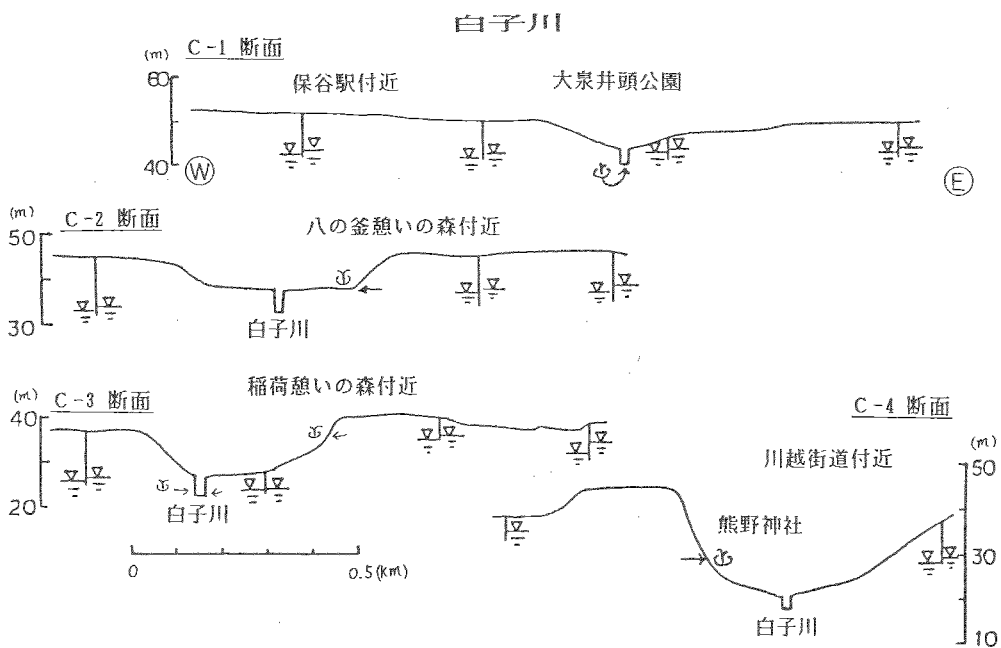 白子川
C-1 断面
(m)
60
40
保谷駅付近
大泉井頭公園
W
E
C-2 断面
(m)
50
30
八の釜憩いの森付近
白子川
C-3 断面
(m)
40
20
稲荷憩いの森付近
白子川
0
0.5(Km)
C-4 断面
(m)
50
30
10
川越街道付近
熊野神社
白子川